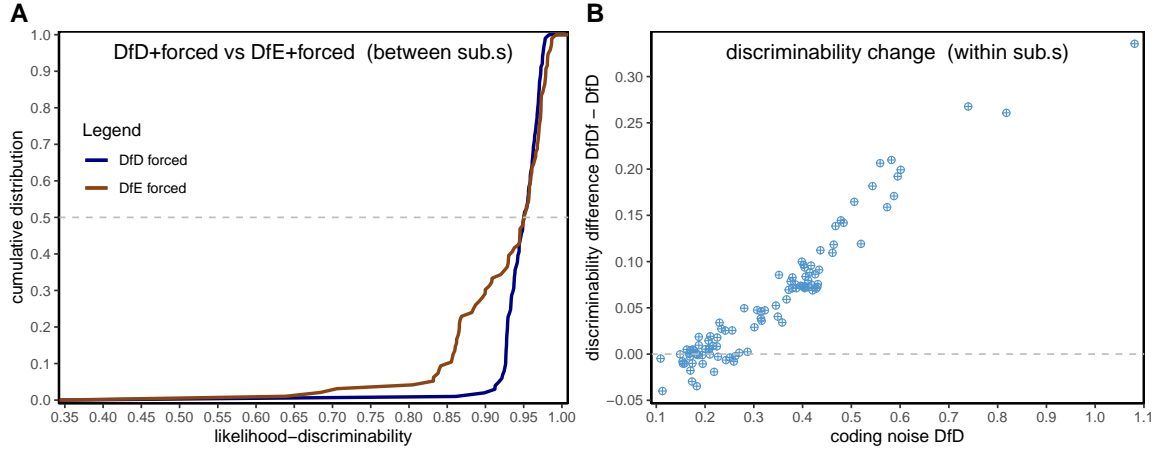 A
DfD+forced vs DfE+forced (between sub.s)
cumulative distribution
1.0
0.9
0.8
0.7
0.6
0.5
0.4
0.3
0.2
0.1
0.0
Legend
DfD forced
DfE forced
0.35 0.40 0.45 0.50 0.55 0.60 0.65 0.70 0.75 0.80 0.85 0.90 0.95 1.00
likelihood−discriminability
B
discriminability change (within sub.s)
discriminability difference DfDf − DfD
0.30
0.25
0.20
0.15
0.10
0.05
0.00
−0.05
0.1 0.2 0.3 0.4 0.5 0.6 0.7 0.8 0.9 1.0 1.1
coding noise DfD